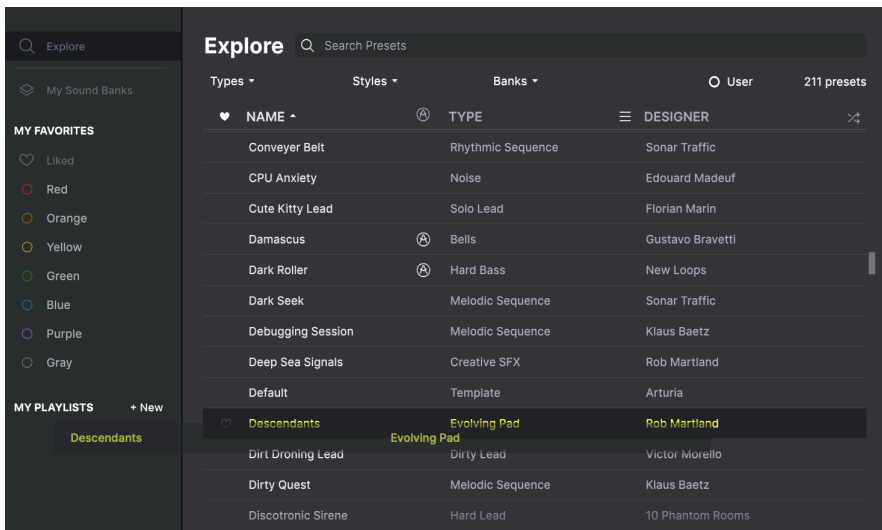 Explore
My Sound Banks
MY FAVORITES
Liked
Red
Orange
Yellow
Green
Blue
Purple
Gray
MY PLAYLISTS + New
Explore Search Presets
Types Styles Banks User 211 presets
NAME TYPE DESIGNER
Conveyer Belt Rhythmic Sequence Sonar Traffic
CPU Anxiety Noise Edouard Madeuf
Cute Kitty Lead Solo Lead Florian Marin
Damascus Bells Gustavo Bravetti
Dark Roller Hard Bass New Loops
Dark Seek Melodic Sequence Sonar Traffic
Debugging Session Melodic Sequence Klaus Baetz
Deep Sea Signals Creative SFX Rob Martland
Default Template Arturia
Descendants Evolving Pad Rob Martland
Descendants Evolving Pad
Dirt Droning Lead Dirty Lead Victor Morello
Dirty Quest Melodic Sequence Klaus Baetz
Discotronic Sirene Hard Lead 10 Phantom Rooms